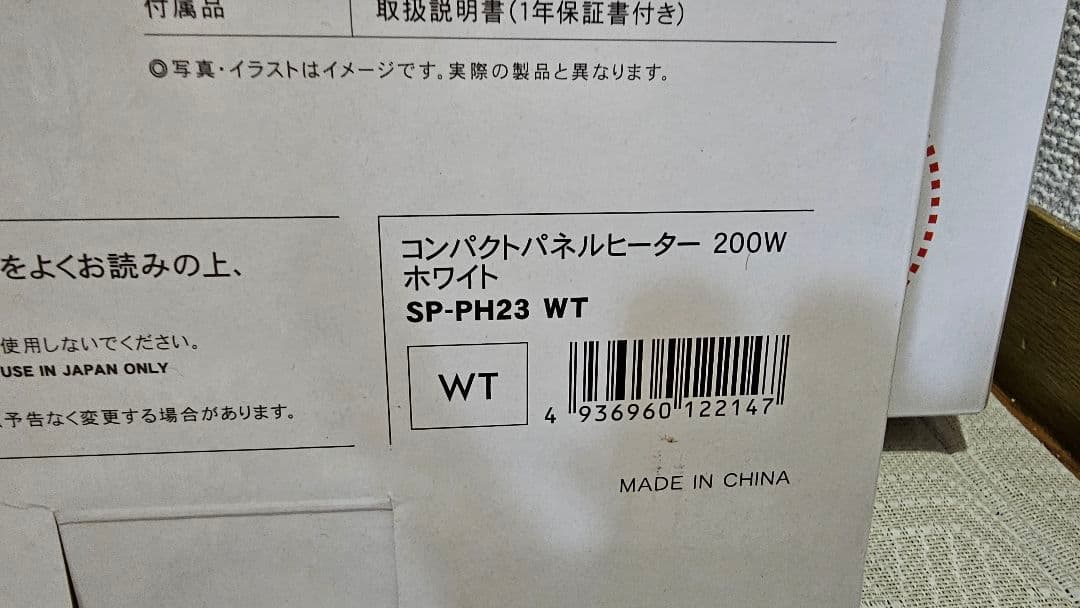 付属品 取扱説明書(1年保証書付き)
◎写真・イラストはイメージです。実際の製品と異なります。
をよくお読みの上、
使用しないでください。
USE IN JAPAN ONLY
予告なく変更する場合があります。
コンパクトパネルヒーター 200W
ホワイト
SP-PH23 WT
WT
4 936960 122147
MADE IN CHINA